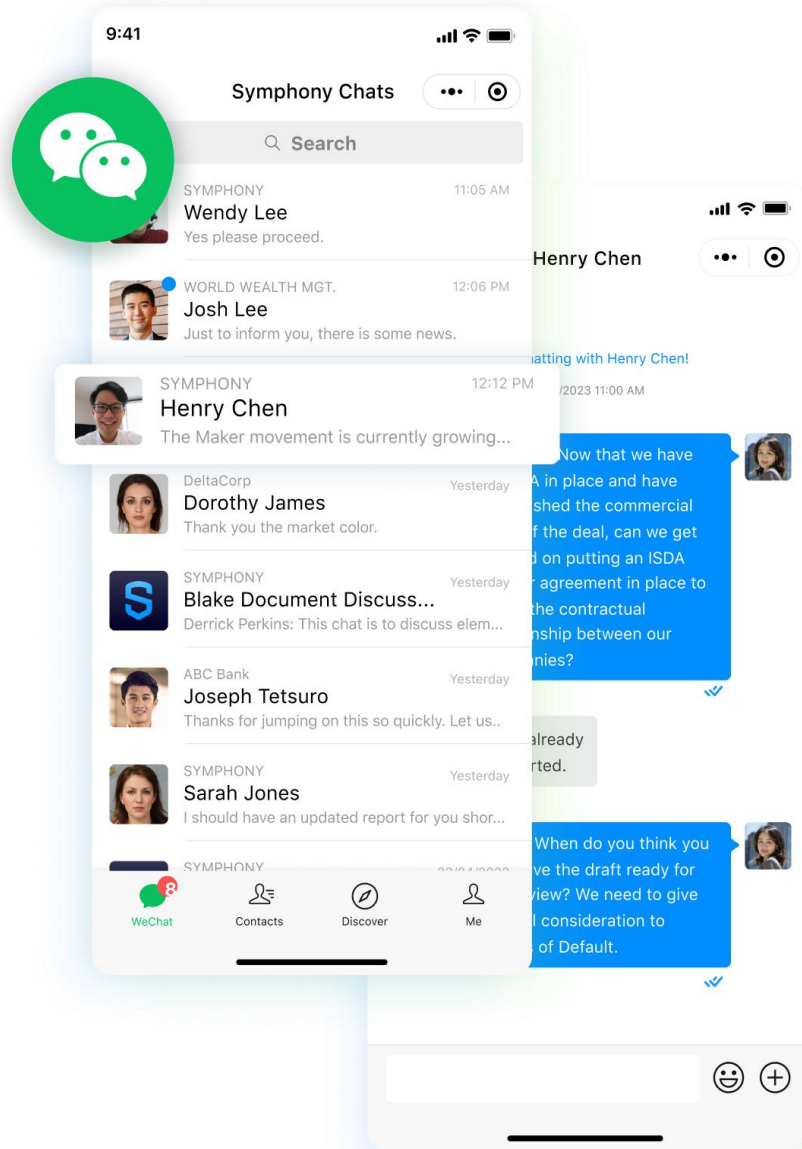 9:41
Symphony Chats
Search
SYMPHONY
11:05 AM
Wendy Lee
Yes please proceed.
WORLD WEALTH MGT.
12:06 PM
Josh Lee
Just to inform you, there is some news.
SYMPHONY
12:12 PM
Henry Chen
The Maker movement is currently growing...
DeltaCorp
Yesterday
Dorothy James
Thank you the market color.
SYMPHONY
Yesterday
Blake Document Discuss...
Derrick Perkins: This chat is to discuss elem...
ABC Bank
Yesterday
Joseph Tetsuro
Thanks for jumping on this so quickly. Let us..
SYMPHONY
Yesterday
Sarah Jones
I should have an updated report for you shor...
SYMPHONY
8
WeChat
Contacts
Discover
Me
Henry Chen
atting with Henry Chen!
/2023 11:00 AM
Now that we have
A in place and have
shed the commercial
f the deal, can we get
d on putting an ISDA
r agreement in place to
the contractual
nship between our
nies?
already
rted.
When do you think you
ve the draft ready for
view? We need to give
l consideration to
of Default.